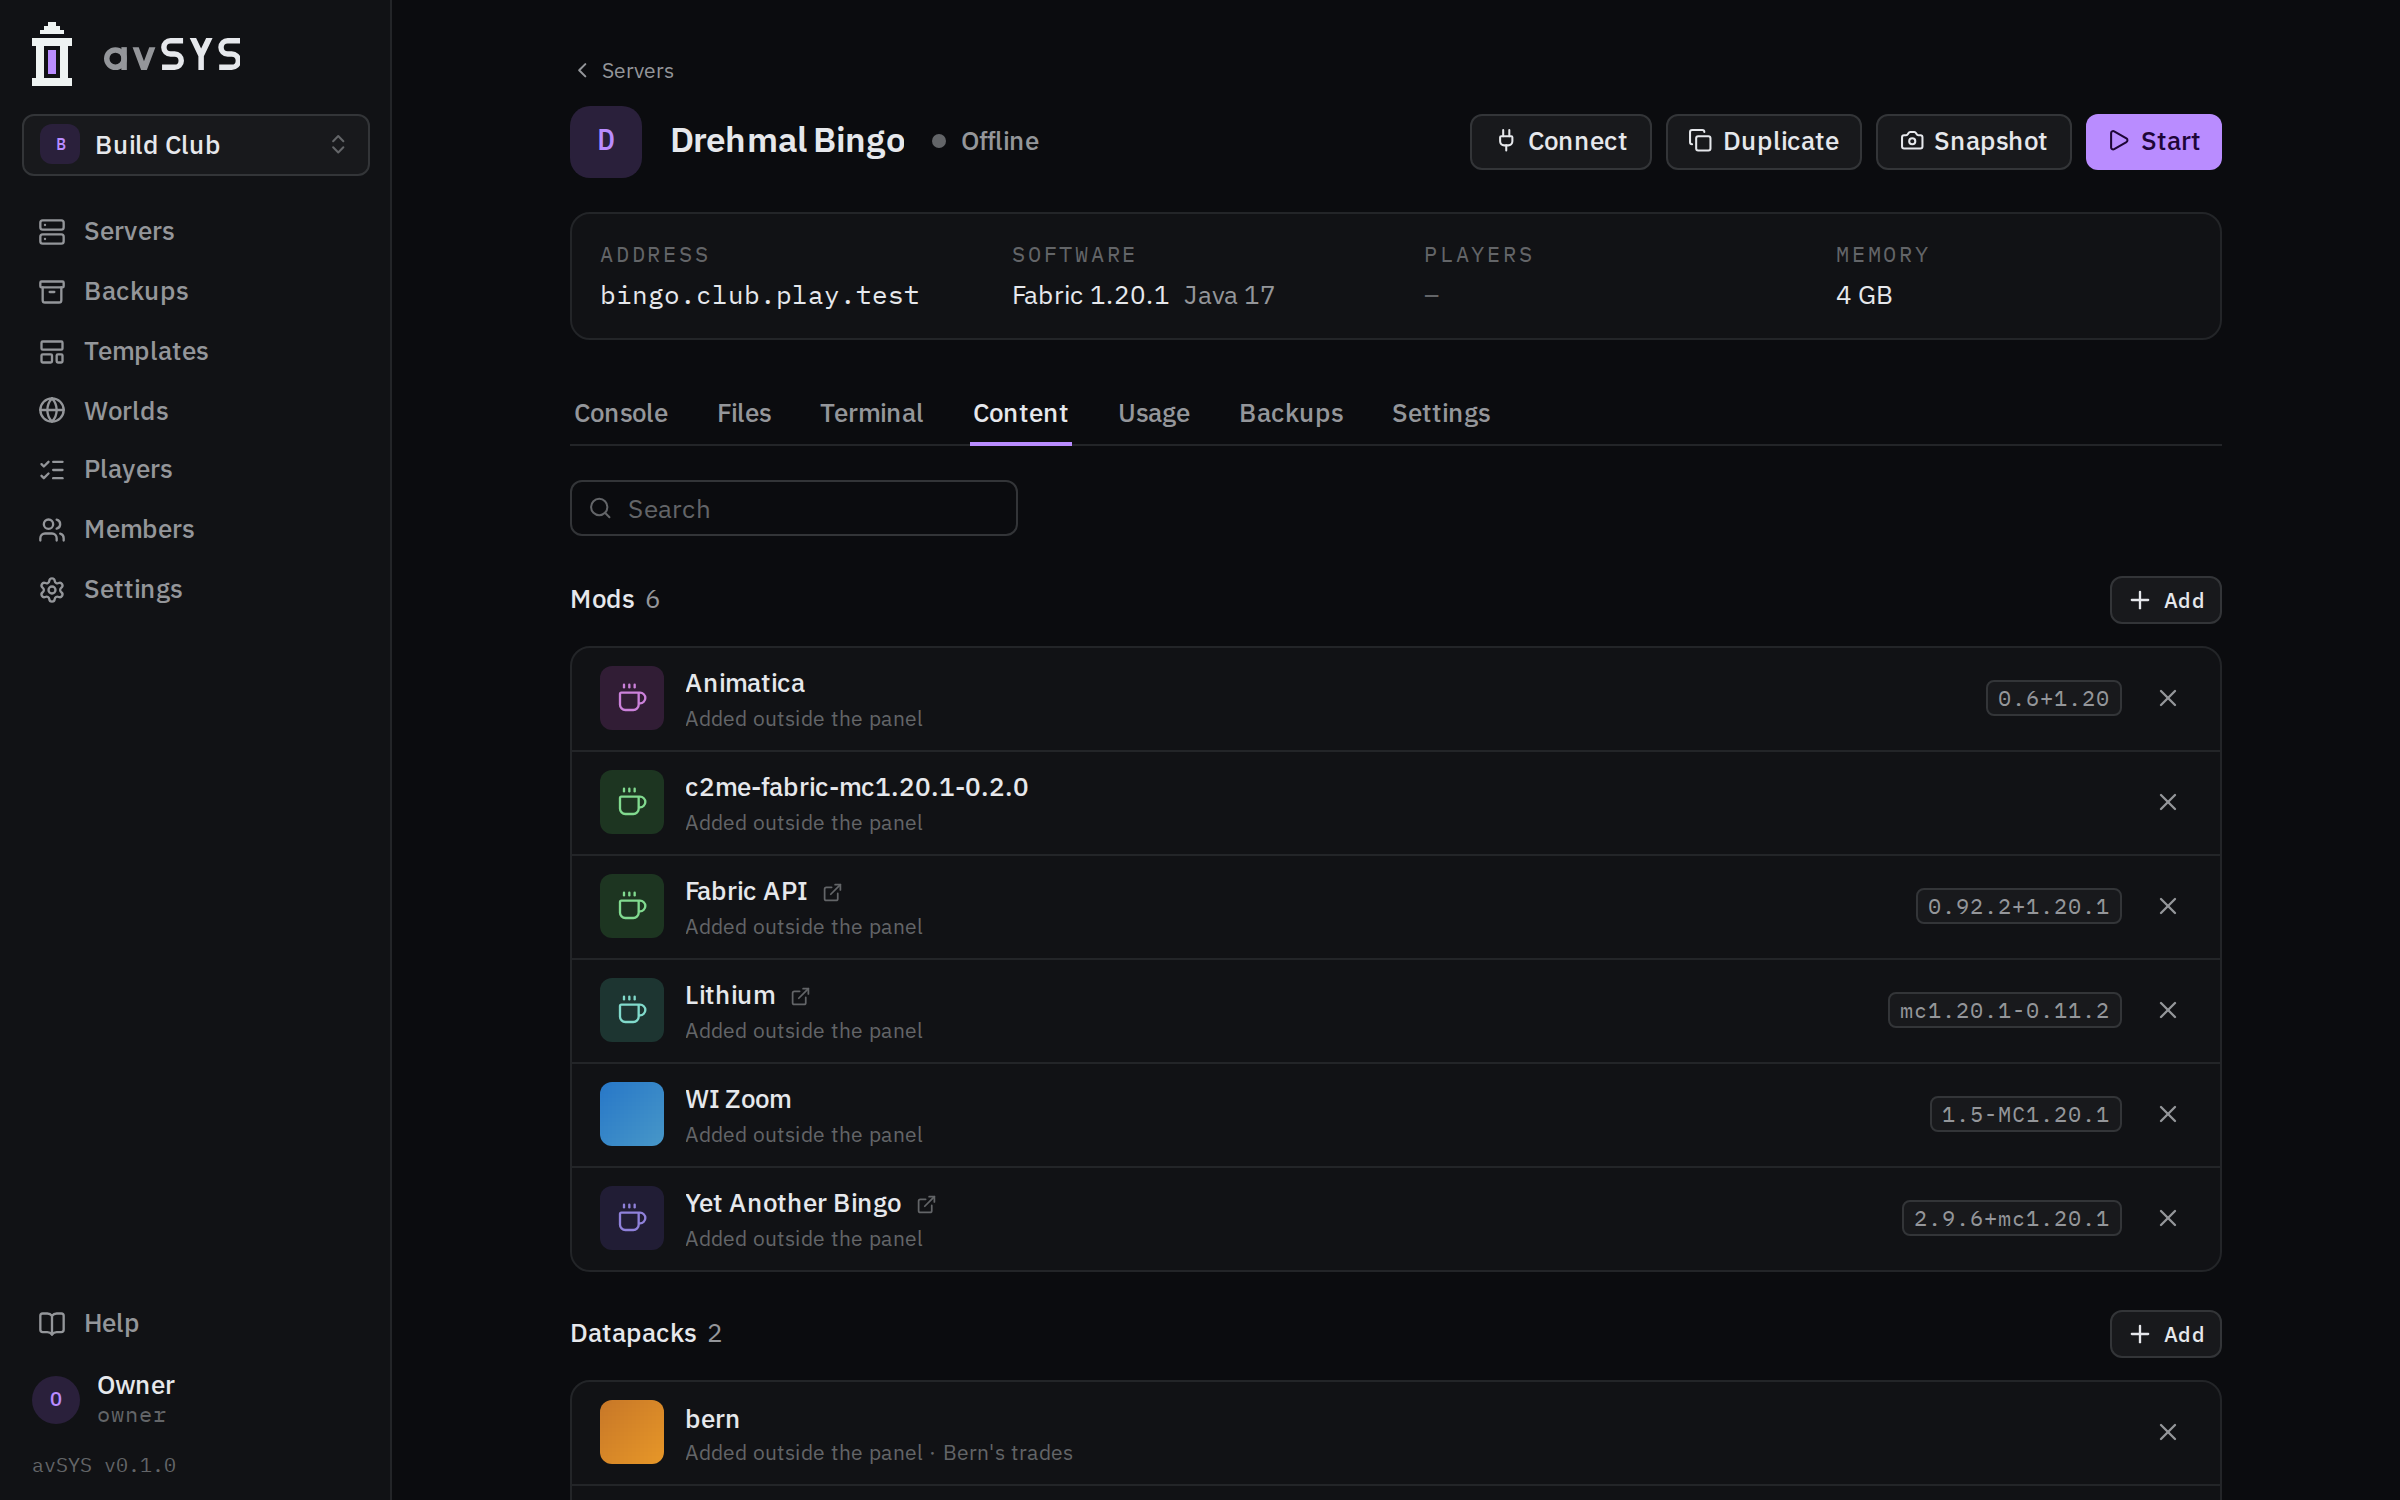 avSYS
B Build Club
Servers
Backups
Templates
Worlds
Players
Members
Settings
Help
O Owner
owner
avSYS v0.1.0
Servers
D Drehmal Bingo Offline
Connect Duplicate Snapshot Start
ADDRESS SOFTWARE PLAYERS MEMORY
bingo.club.play.test Fabric 1.20.1 Java 17 – 4 GB
Console Files Terminal Content Usage Backups Settings
Search
Mods 6 Add
Animatica
Added outside the panel
0.6+1.20
c2me-fabric-mc1.20.1-0.2.0
Added outside the panel
Fabric API
Added outside the panel
0.92.2+1.20.1
Lithium
Added outside the panel
mc1.20.1-0.11.2
WI Zoom
Added outside the panel
1.5-MC1.20.1
Yet Another Bingo
Added outside the panel
2.9.6+mc1.20.1
Datapacks 2 Add
bern
Added outside the panel · Bern's trades